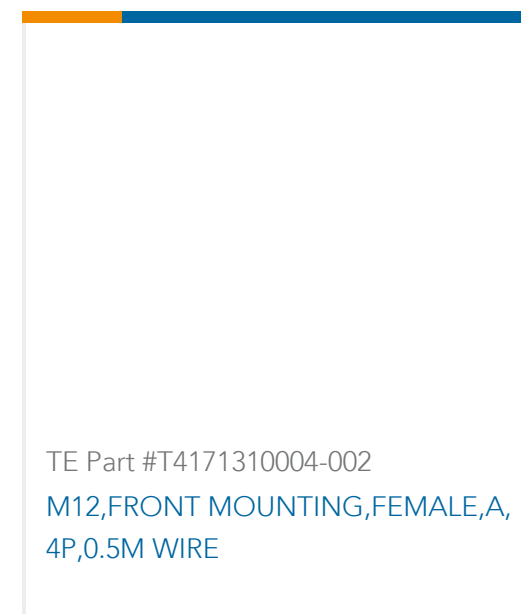 TE Part #T4171310004-002
M12,FRONT MOUNTING,FEMALE,A,
4P,0.5M WIRE